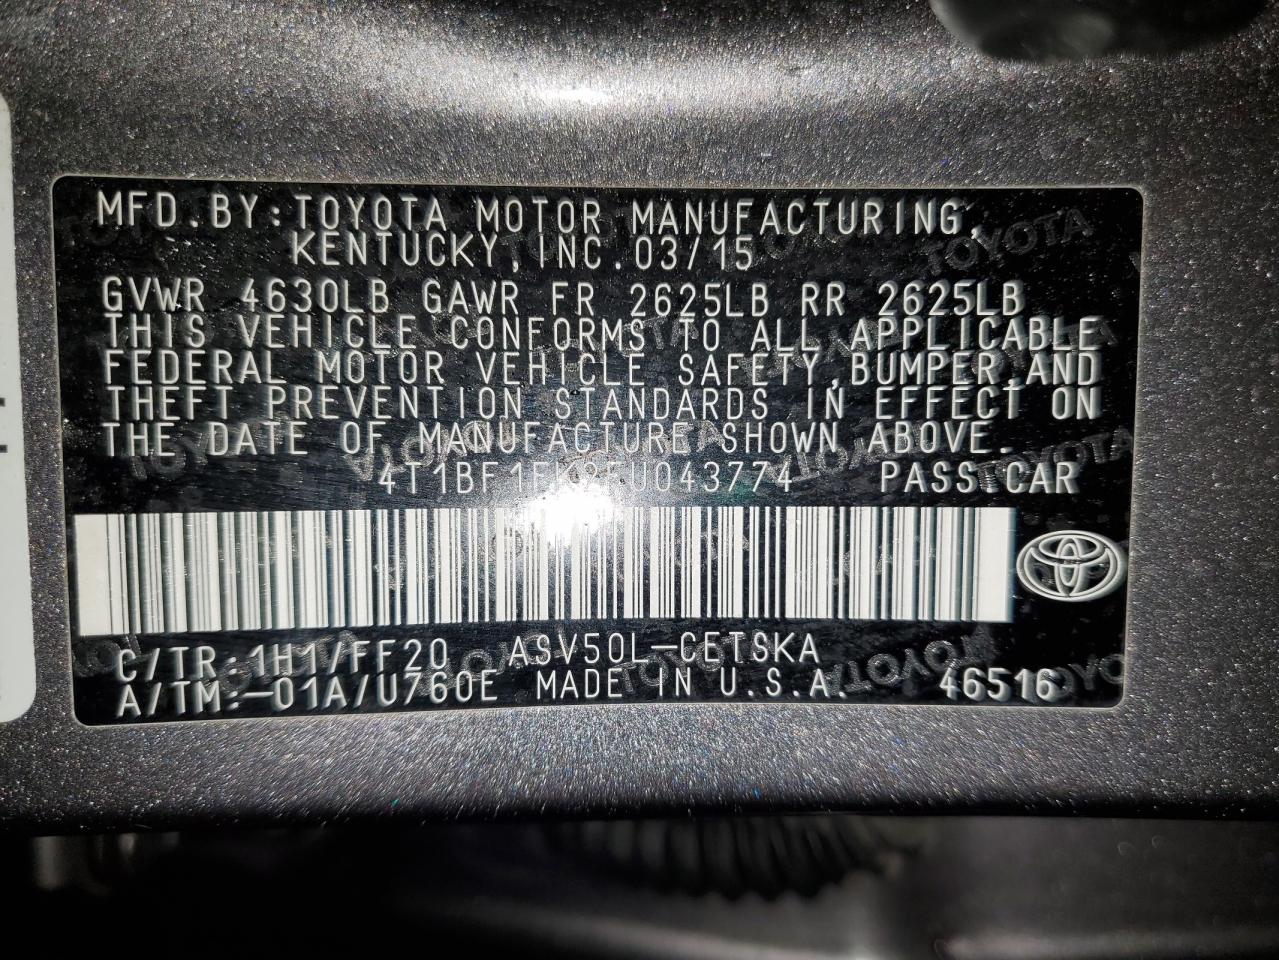 MFD.BY:TOYOTA MOTOR MANUFACTURING,
KENTUCKY,INC.03/15
GVWR 4630LB GAWR FR 2625LB RR 2625LB
THIS VEHICLE CONFORMS TO ALL APPLICABLE
FEDERAL MOTOR VEHICLE SAFETY,BUMPER,AND
THEFT PREVENTION STANDARDS IN EFFECT ON
THE DATE OF MANUFACTURE SHOWN ABOVE.
PASS.CAR
C/TR:1H1/FF20 ASV50L-CETSKA
A/TM:-01A/U760E MADE IN U.S.A. 46516